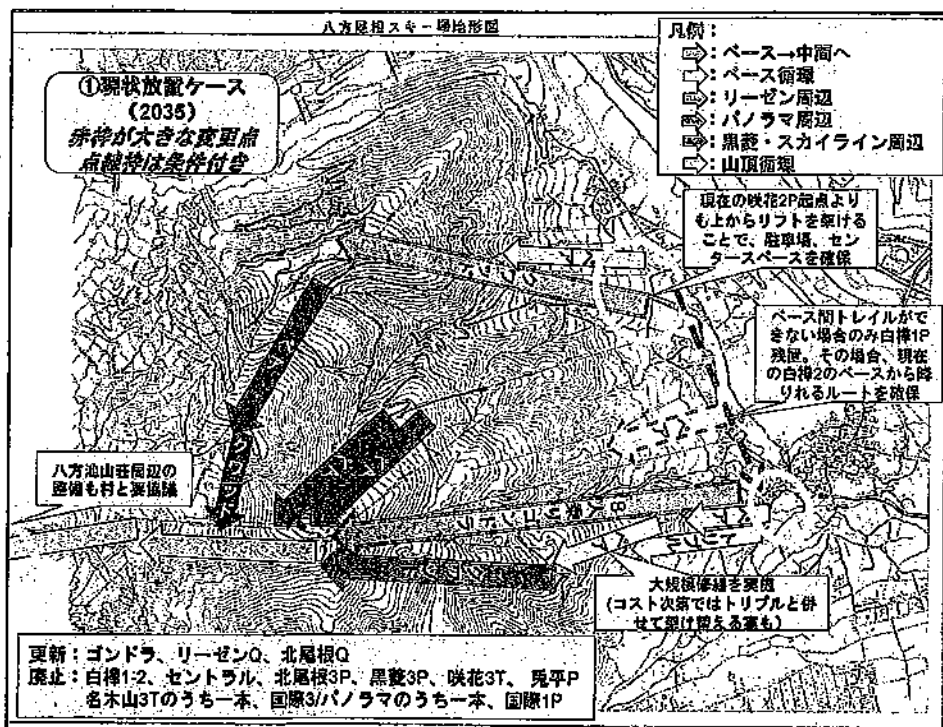 八方尾根スキー場地形図
①現状放置ケース
(2035)
赤枠が大きな変更点
点線枠は条件付き
凡例:
:ベース→中間へ
:ベース循環
:リーゼン周辺
:パノラマ周辺
:黒菱・スカイライン周辺
:山頂循環
現在の咲花2P起点より
も上からリフトを架ける
ことで、駐車場、セン
タースペースを確保
ベース間トレイルがで
きない場合のみ白樺1P
残置。その場合、現在
の白樺2のベースから降
りれるルートを確保
八方池山荘周辺の
整備も村と要協議
8人乗りゴンドラ
トリプル
大規模修繕を実施
(コスト次第ではトリプルと併
せて架け替える案も)
更新:ゴンドラ、リーゼンQ、北尾根Q
廃止:白樺1-2、セントラル、北尾根3P、黒菱3P、咲花3T、兎平P
名木山3Tのうち一本、国際3/パノラマのうち一本、国際1P